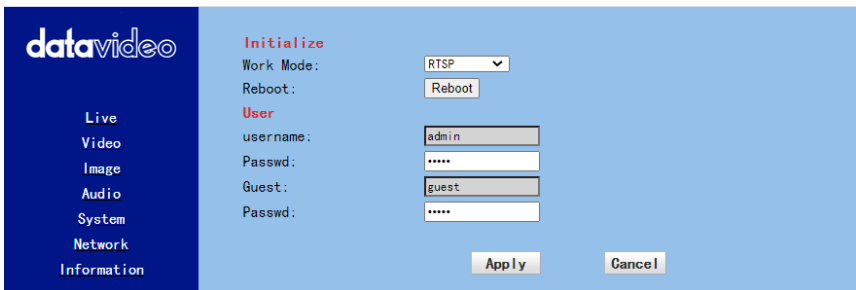 datavideo
Live
Video
Image
Audio
System
Network
Information
Initialize
Work Mode: RTSP
Reboot: Reboot
User
username: admin
Passwd: •••••
Guest: guest
Passwd: •••••
Apply Cancel